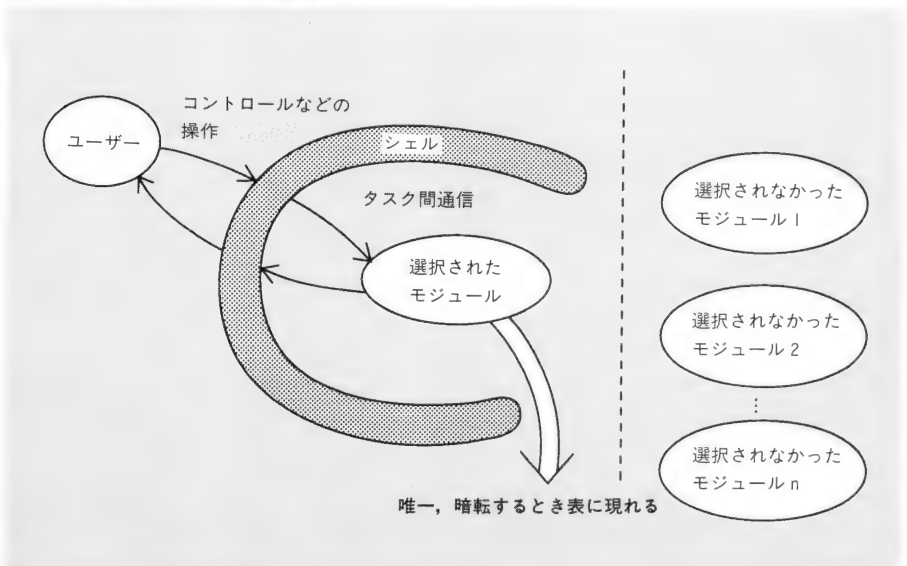 コントロールなどの
操作
ユーザー
シェル
タスク間通信
選択された
モジュール
選択されなかった
モジュール1
選択されなかった
モジュール2
⋮
選択されなかった
モジュールn
唯一，暗転するとき表に現れる